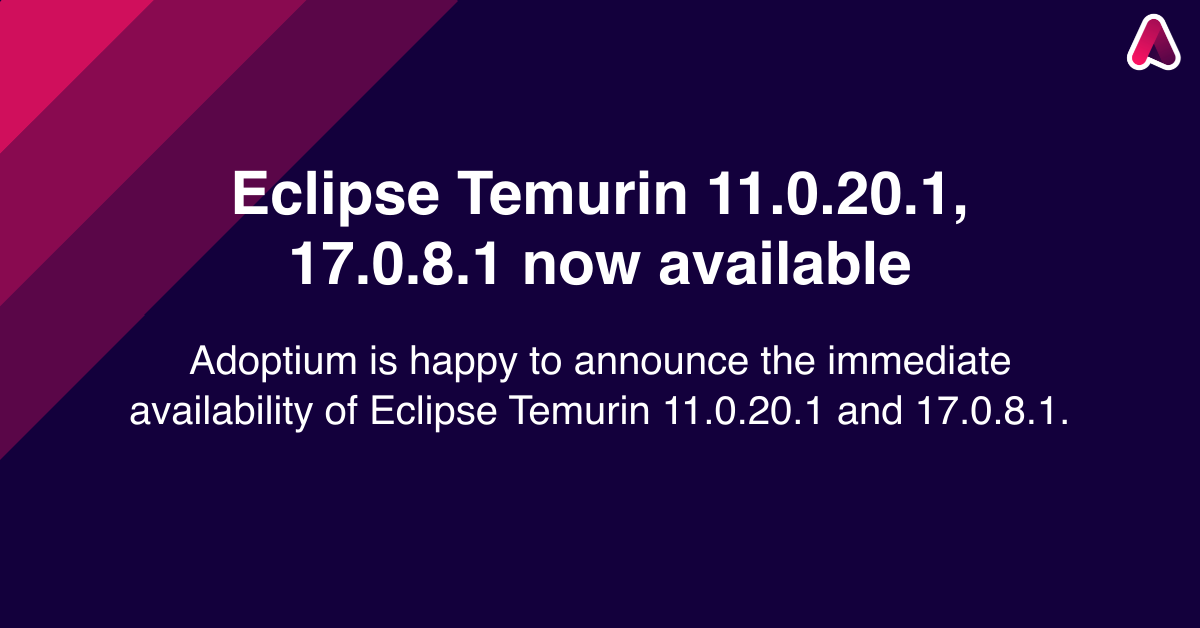 Eclipse Temurin 11.0.20.1,
17.0.8.1 now available
Adoptium is happy to announce the immediate
availability of Eclipse Temurin 11.0.20.1 and 17.0.8.1.